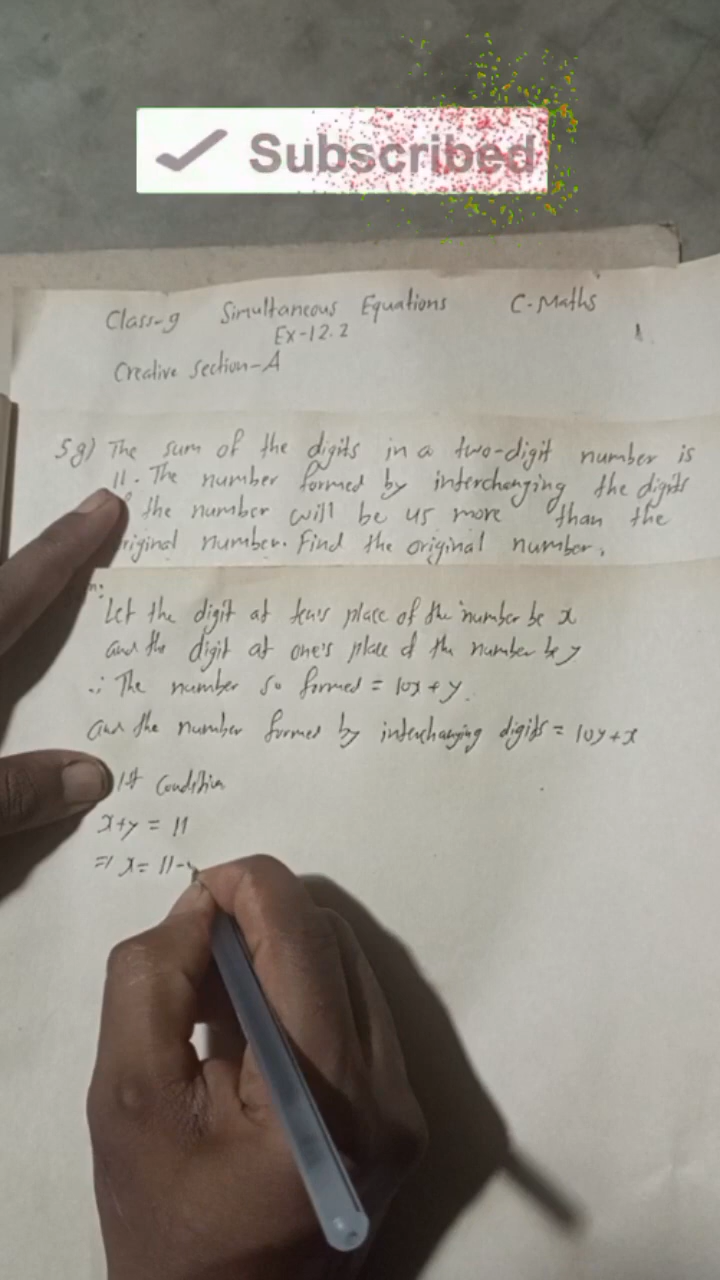 ✓ Subscribed
Class-9 Simultaneous Equations C-Maths
Ex-12.2
Creative section-A
5g) The sum of the digits in a two-digit number is
11. The number formed by interchanging the digits
the number will be us more than the
riginal number. Find the original number.
n:
Let the digit at ten's place of the number be x
and the digit at one's place of the number be y
∴ The number so formed = 10x + y.
and the number formed by interchanging digits = 10y + x
1st Condition
x+y = 11
=> x = 11-y